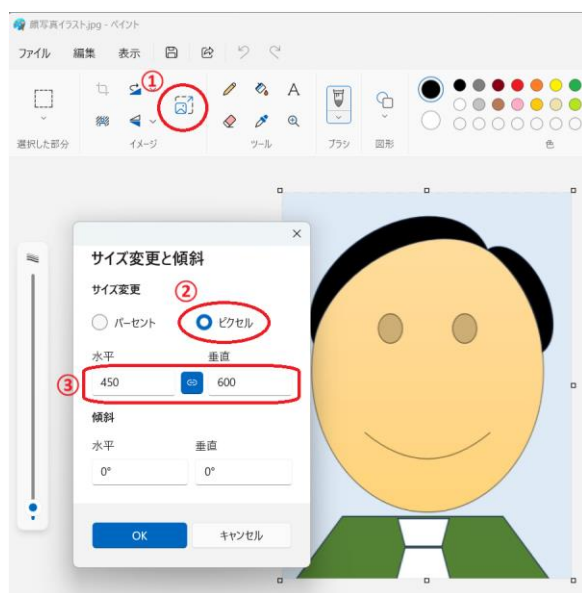 顔写真イラスト.jpg - ペイント
ファイル 編集 表示
①
A
選択した部分 イメージ ツール ブラシ 図形 色
サイズ変更と傾斜
サイズ変更 ②
パーセント ピクセル
水平 垂直
③ 450 600
傾斜
水平 垂直
0° 0°
OK キャンセル